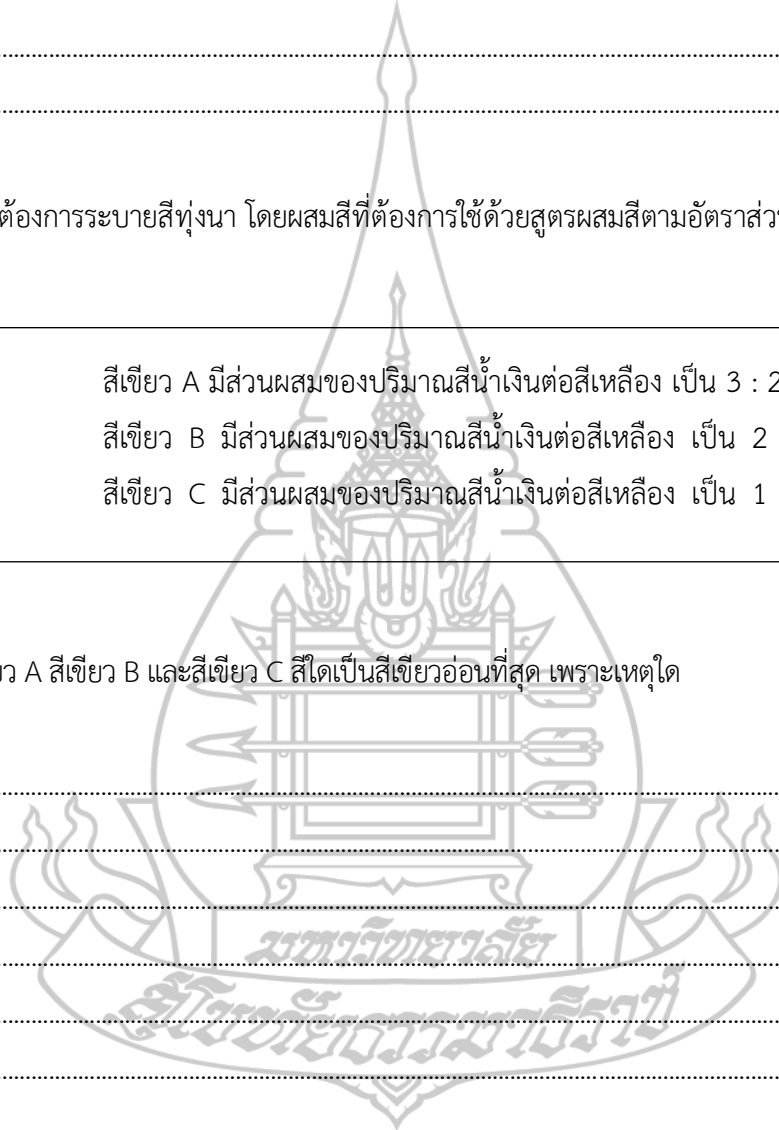 ต้องการระบายสีทุ่งนา โดยผสมสีที่ต้องการใช้ด้วยสูตรผสมสีตามอัตราส่ว
สีเขียว A มีส่วนผสมของปริมาณสีน้ำเงินต่อสีเหลือง เป็น 3 : 2
สีเขียว B มีส่วนผสมของปริมาณสีน้ำเงินต่อสีเหลือง เป็น 2
สีเขียว C มีส่วนผสมของปริมาณสีน้ำเงินต่อสีเหลือง เป็น 1
ยว A สีเขียว B และสีเขียว C สีใดเป็นสีเขียวอ่อนที่สุด เพราะเหตุใด
มหาวิทยาลัย
สุโขทัยธรรมาธิราช